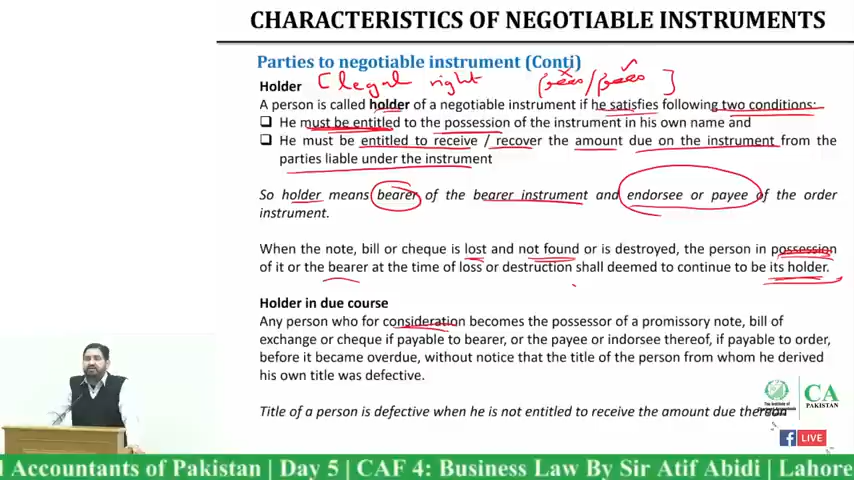 CHARACTERISTICS OF NEGOTIABLE INSTRUMENTS
Parties to negotiable instrument (Conti)
Holder [legal right
A person is called holder of a negotiable instrument if he satisfies following two conditions:
He must be entitled to the possession of the instrument in his own name and
He must be entitled to receive / recover the amount due on the instrument from the
parties liable under the instrument
So holder means bearer of the bearer instrument and endorsee or payee of the order
instrument.
When the note, bill or cheque is lost and not found or is destroyed, the person in possession
of it or the bearer at the time of loss or destruction shall deemed to continue to be its holder.
Holder in due course
Any person who for consideration becomes the possessor of a promissory note, bill of
exchange or cheque if payable to bearer, or the payee or indorsee thereof, if payable to order,
before it became overdue, without notice that the title of the person from whom he derived
his own title was defective.
Title of a person is defective when he is not entitled to receive the amount due thereon
CA
PAKISTAN
LIVE
l Accountants of Pakistan | Day 5 | CAF 4: Business Law By Sir Atif Abidi | Lahore